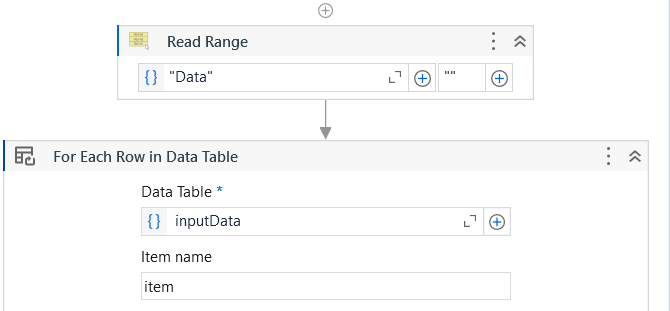 Read Range
{} "Data" ""
For Each Row in Data Table
Data Table *
{} inputData
Item name
item